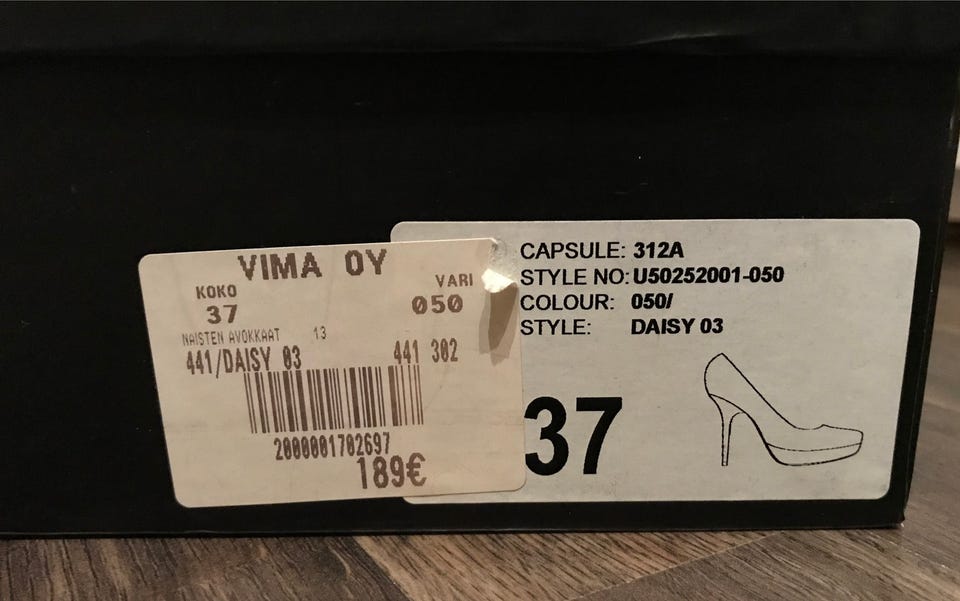 VIMA OY
KOKO VARI
37 050
NAISTEN AVOKKAAT 13
441/DAISY 03 441 302
2000001702697
189€
CAPSULE: 312A
STYLE NO: U50252001-050
COLOUR: 050/
STYLE: DAISY 03
37